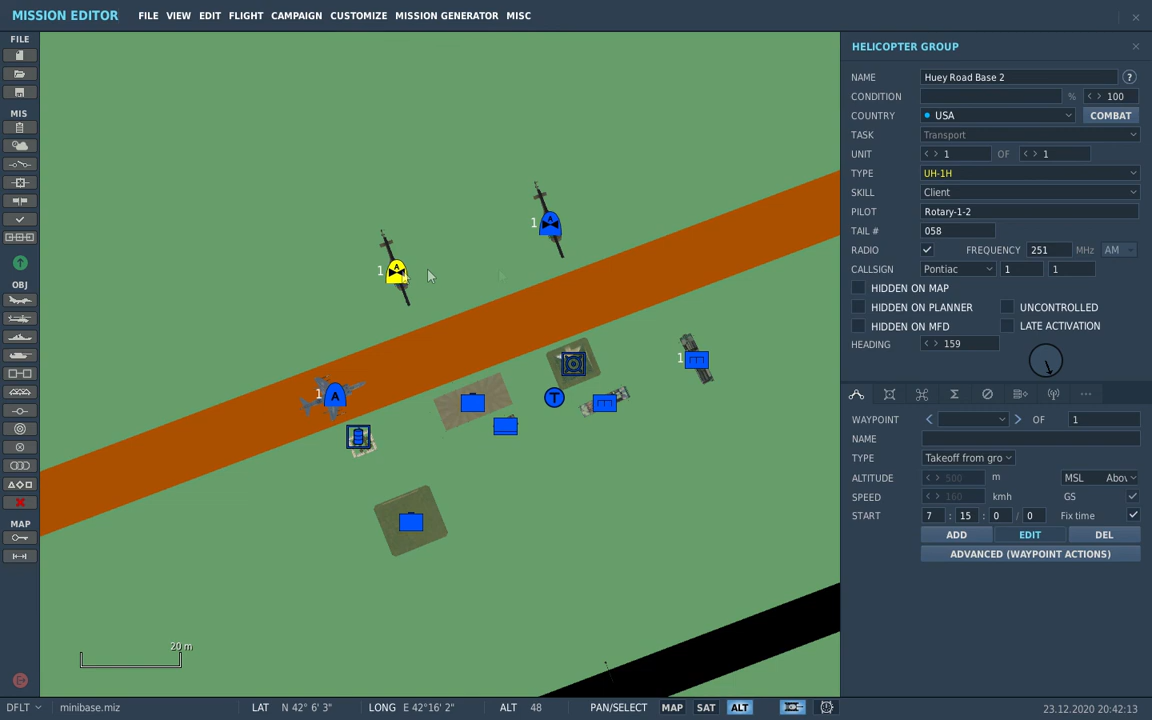 MISSION EDITOR FILE VIEW EDIT FLIGHT CAMPAIGN CUSTOMIZE MISSION GENERATOR MISC
FILE
MIS
OBJ
MAP
1
A
1
A
1
A
1
T
20 m
HELICOPTER GROUP
NAME Huey Road Base 2 ?
CONDITION % < > 100
COUNTRY USA COMBAT
TASK Transport
UNIT < > 1 OF < > 1
TYPE UH-1H
SKILL Client
PILOT Rotary-1-2
TAIL # 058
RADIO FREQUENCY 251 MHz AM
CALLSIGN Pontiac 1 1
HIDDEN ON MAP
HIDDEN ON PLANNER UNCONTROLLED
HIDDEN ON MFD LATE ACTIVATION
HEADING < > 159
WAYPOINT < > OF 1
NAME
TYPE Takeoff from gro
ALTITUDE < > 500 m MSL Abov
SPEED < > 160 kmh GS
START 7 : 15 : 0 / 0 Fix time
ADD EDIT DEL
ADVANCED (WAYPOINT ACTIONS)
DFLT minibase.miz LAT N 42° 6' 3" LONG E 42°16' 2" ALT 48 PAN/SELECT MAP SAT ALT 23.12.2020 20:42:13